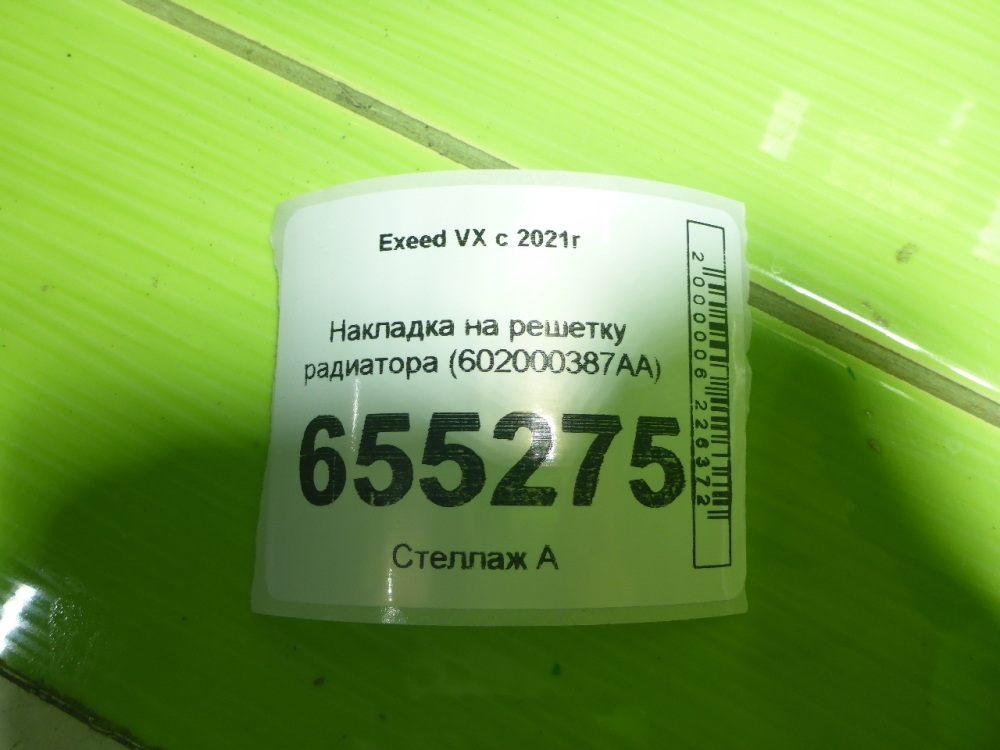 Exeed VX с 2021г
Накладка на решетку
радиатора (602000387AA)
655275
Стеллаж А
2000006226372